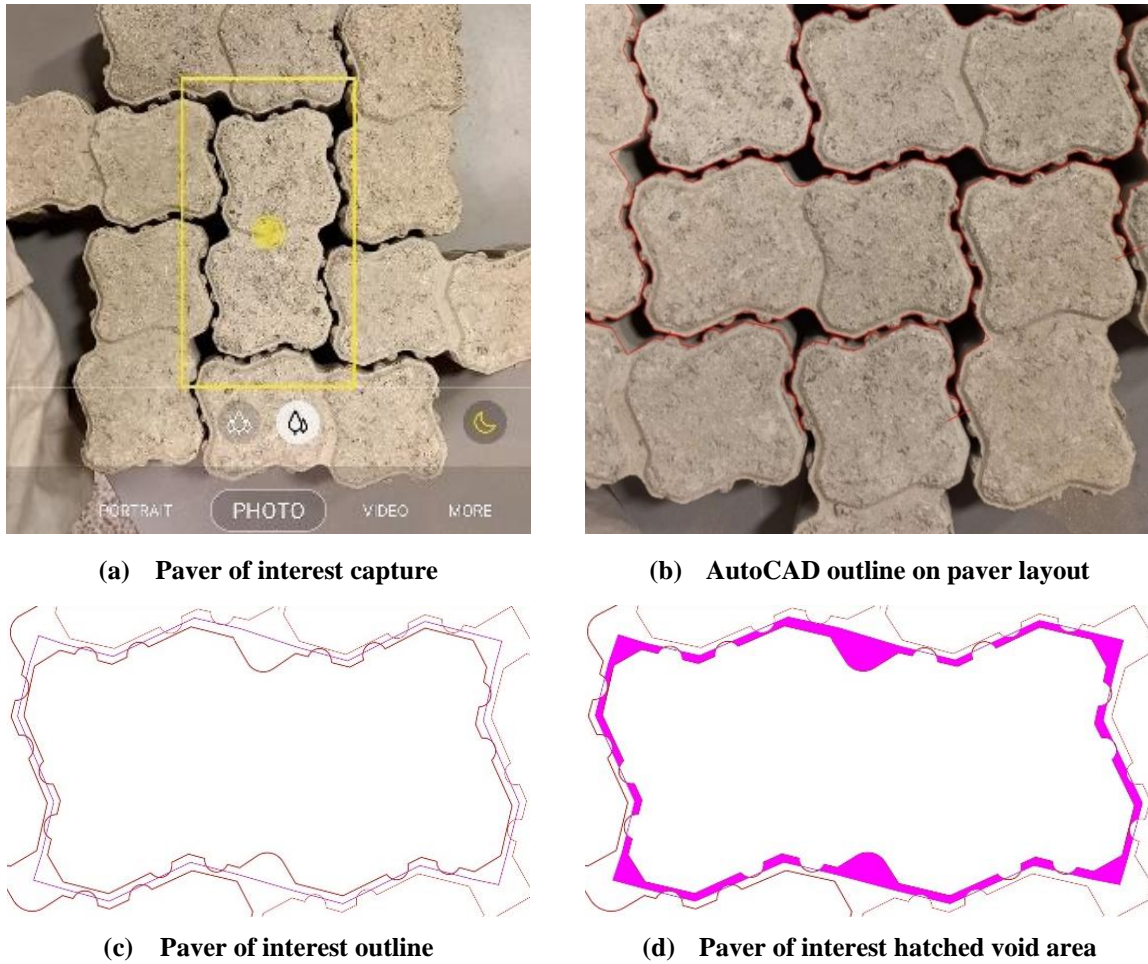 PORTRAIT PHOTO VIDEO MORE
(a) Paver of interest capture
(b) AutoCAD outline on paver layout
(c) Paver of interest outline
(d) Paver of interest hatched void area